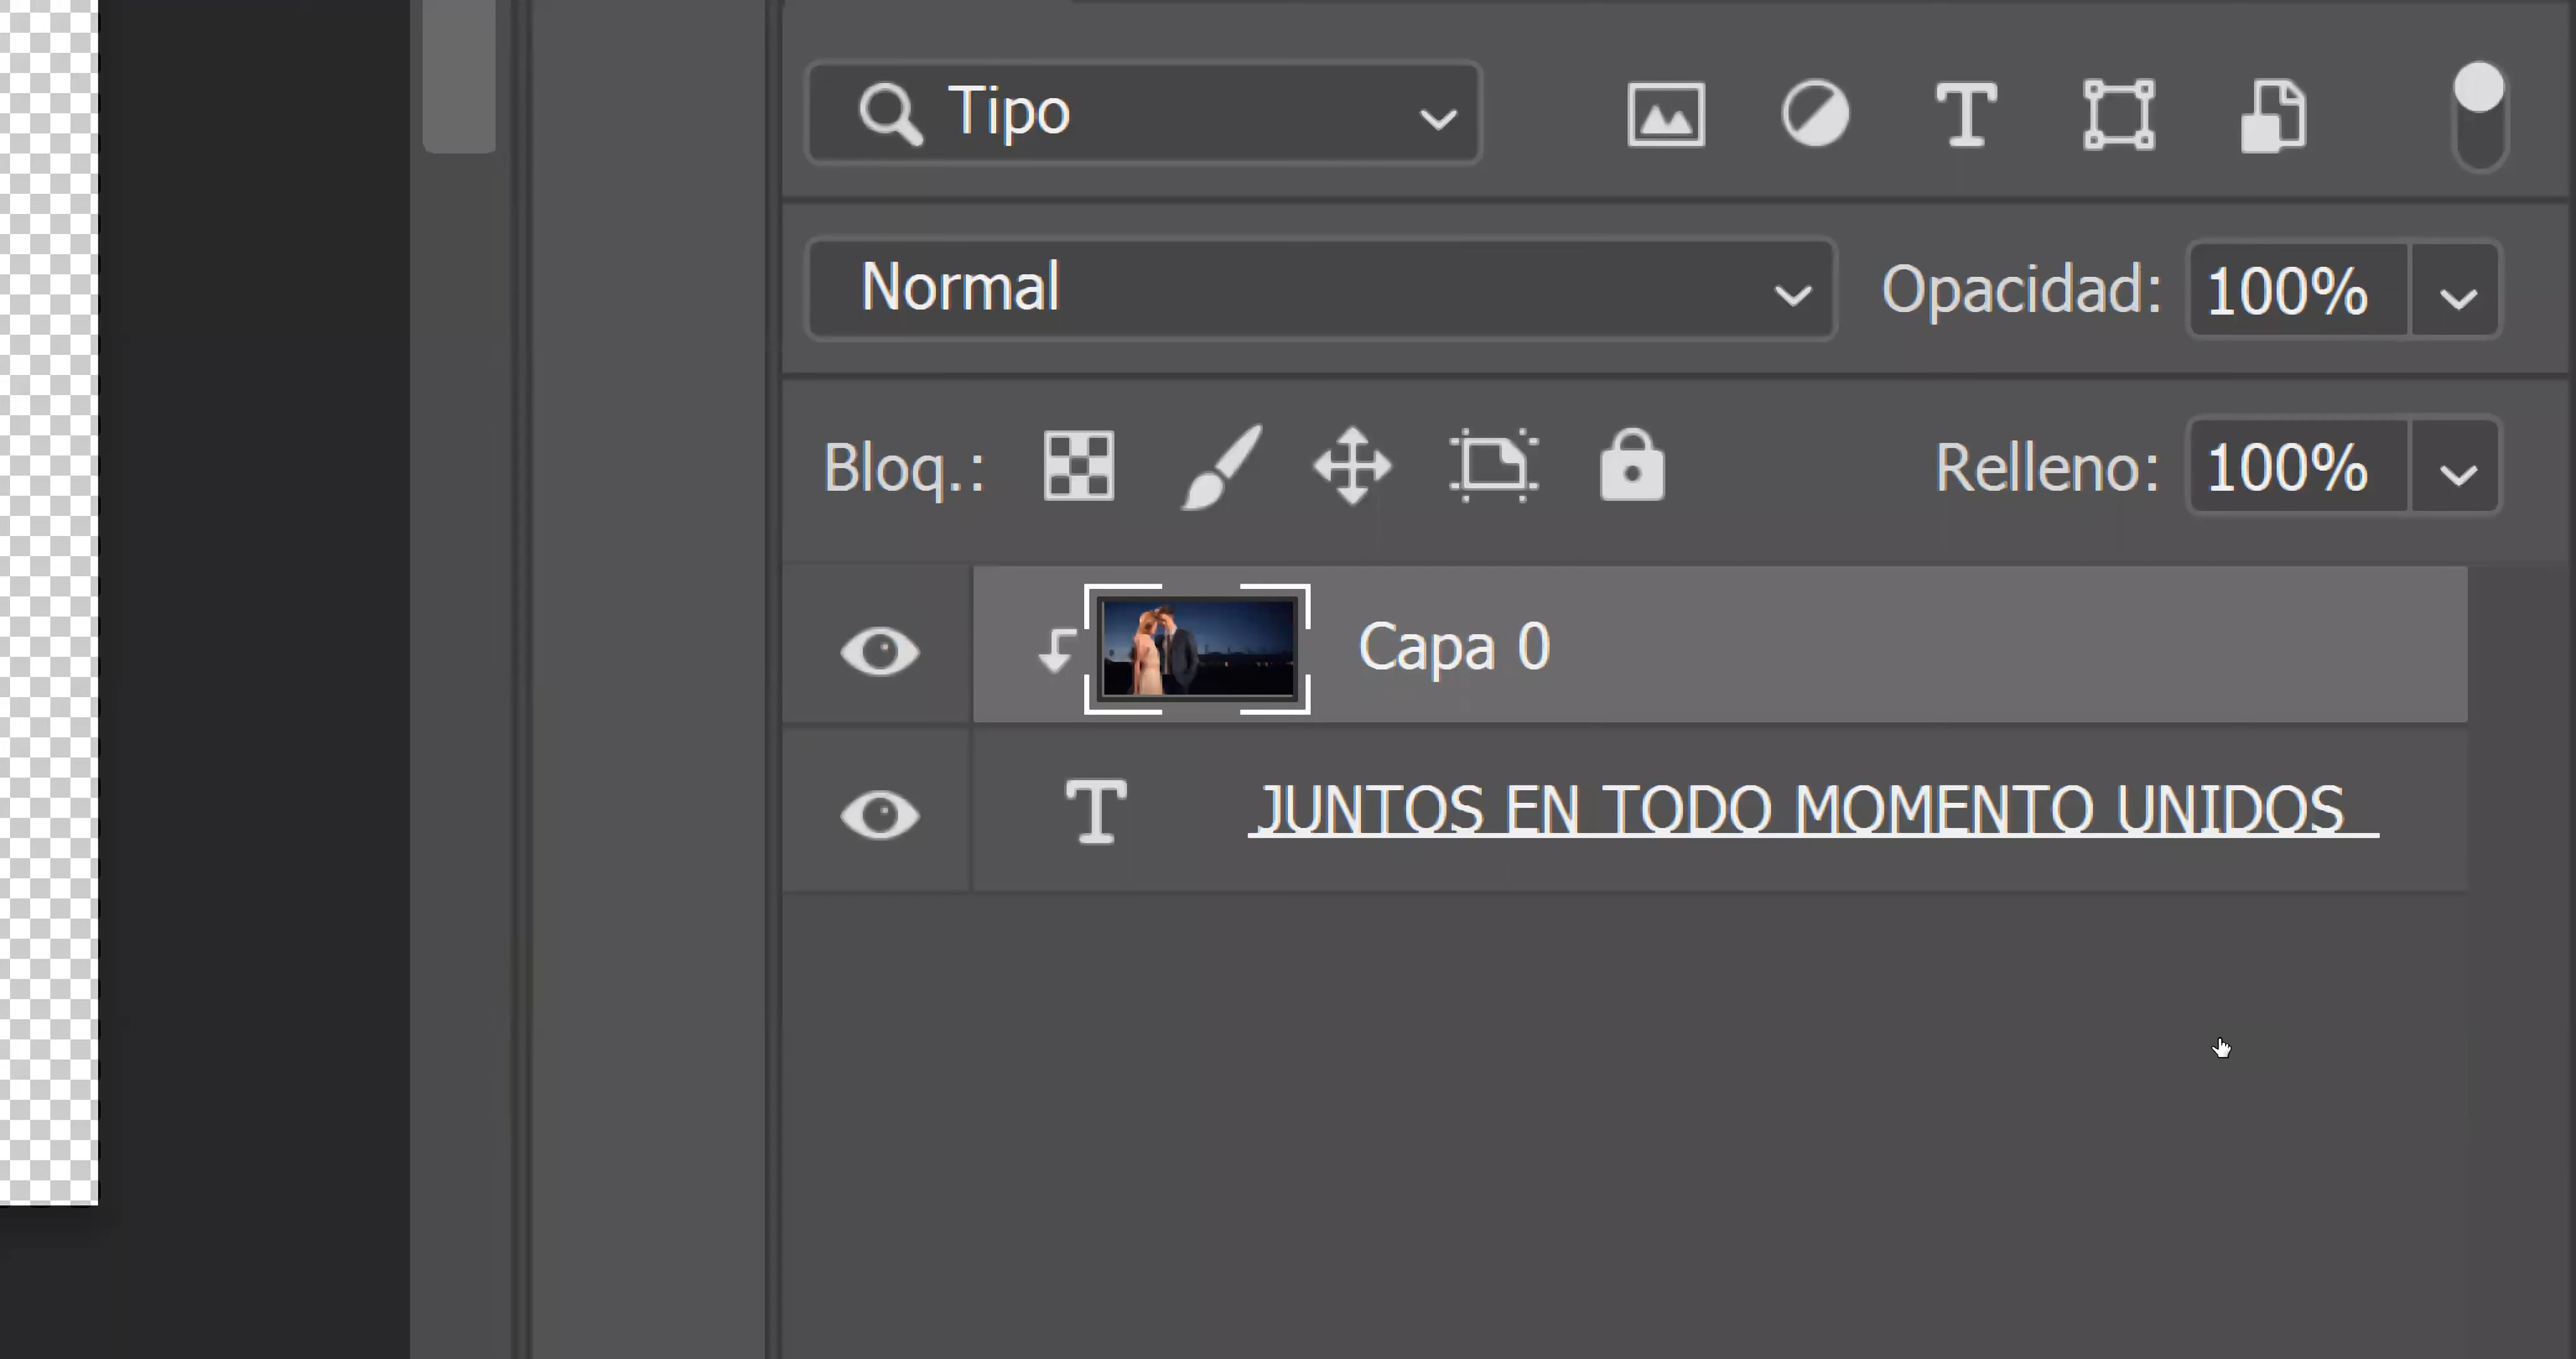 Tipo
Normal
Opacidad: 100%
Bloq.:
Relleno: 100%
Capa 0
T JUNTOS EN TODO MOMENTO UNIDOS